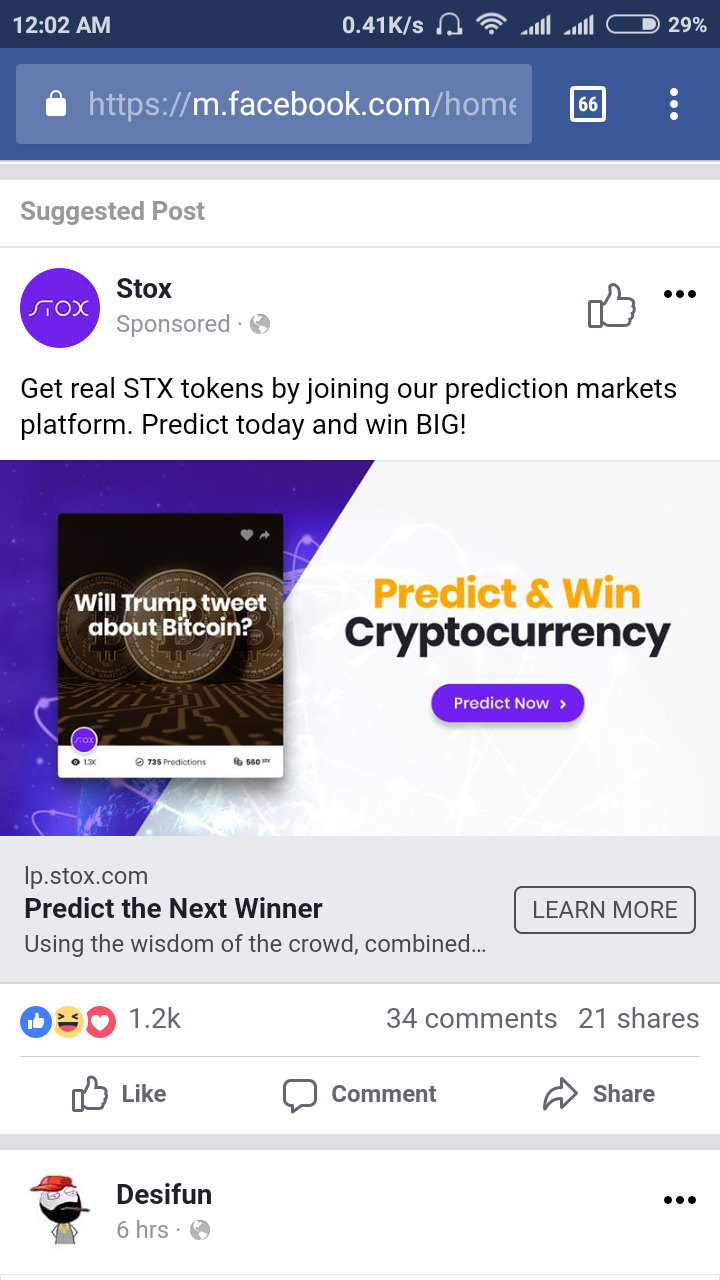 12:02 AM 0.41K/s 29%
https://m.facebook.com/home
66
Suggested Post
STOX
Stox
Sponsored ·
Get real STX tokens by joining our prediction markets
platform. Predict today and win BIG!
Will Trump tweet
about Bitcoin?
STOX
1.3K 735 Predictions 560 STX
Predict & Win
Cryptocurrency
Predict Now ›
lp.stox.com
Predict the Next Winner
Using the wisdom of the crowd, combined...
LEARN MORE
1.2k 34 comments 21 shares
Like Comment Share
Desifun
6 hrs ·